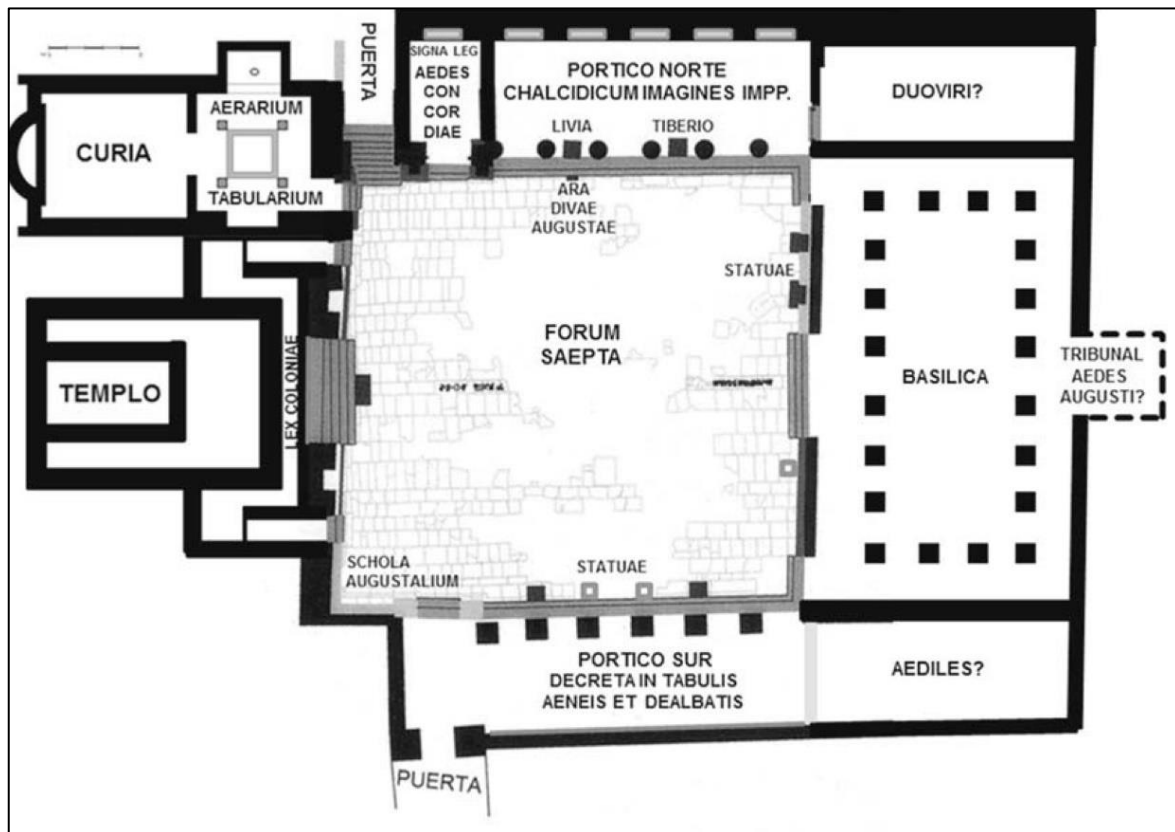 PUERTA
SIGNA LEG
AEDES
CON
COR
DIAE
PORTICO NORTE
CHALCIDICUM IMAGINES IMPP.
LIVIA
TIBERIO
DUOVIRI?
CURIA
AERARIUM
TABULARIUM
ARA
DIVAE
AUGUSTAE
STATUAE
FORUM
SAEPTA
TEMPLO
LEX COLONIAE
BASILICA
TRIBUNAL
AEDES
AUGUSTI?
SCHOLA
AUGUSTALIUM
STATUAE
PORTICO SUR
DECRETA IN TABULIS
AENEIS ET DEALBATIS
AEDILES?
PUERTA